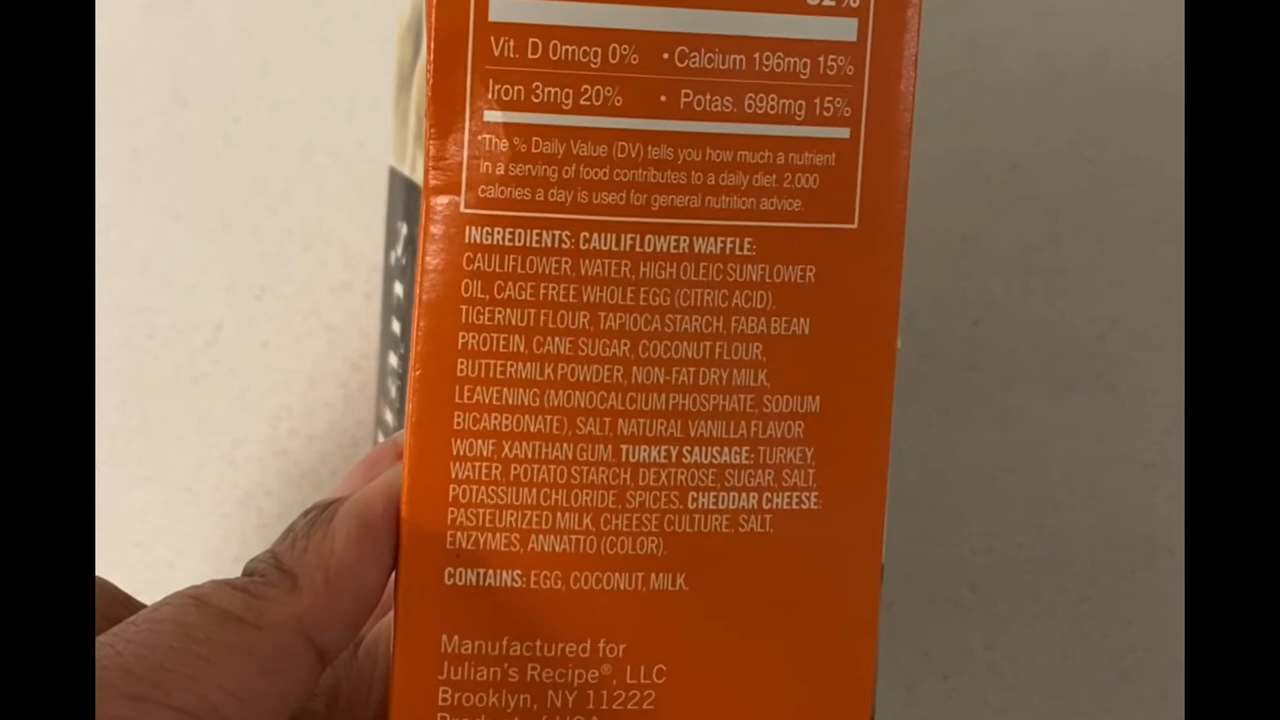 Vit. D 0mcg 0% • Calcium 196mg 15%
Iron 3mg 20% • Potas. 698mg 15%
*The % Daily Value (DV) tells you how much a nutrient
in a serving of food contributes to a daily diet. 2,000
calories a day is used for general nutrition advice.
INGREDIENTS: CAULIFLOWER WAFFLE:
CAULIFLOWER, WATER, HIGH OLEIC SUNFLOWER
OIL, CAGE FREE WHOLE EGG (CITRIC ACID),
TIGERNUT FLOUR, TAPIOCA STARCH, FABA BEAN
PROTEIN, CANE SUGAR, COCONUT FLOUR,
BUTTERMILK POWDER, NON-FAT DRY MILK,
LEAVENING (MONOCALCIUM PHOSPHATE, SODIUM
BICARBONATE), SALT, NATURAL VANILLA FLAVOR
WONF, XANTHAN GUM. TURKEY SAUSAGE: TURKEY,
WATER, POTATO STARCH, DEXTROSE, SUGAR, SALT,
POTASSIUM CHLORIDE, SPICES. CHEDDAR CHEESE:
PASTEURIZED MILK, CHEESE CULTURE, SALT,
ENZYMES, ANNATTO (COLOR).
CONTAINS: EGG, COCONUT, MILK.
Manufactured for
Julian's Recipe®, LLC
Brooklyn, NY 11222
Product of USA